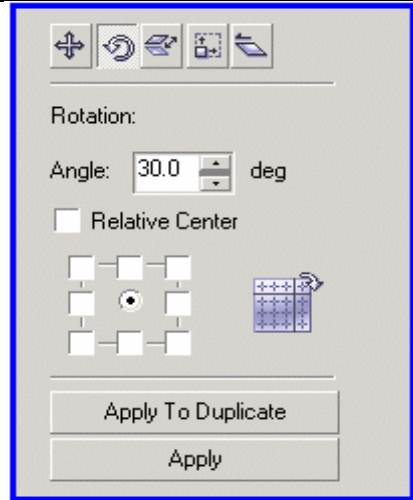 Rotation:
Angle: 30.0 deg
Relative Center
Apply To Duplicate
Apply